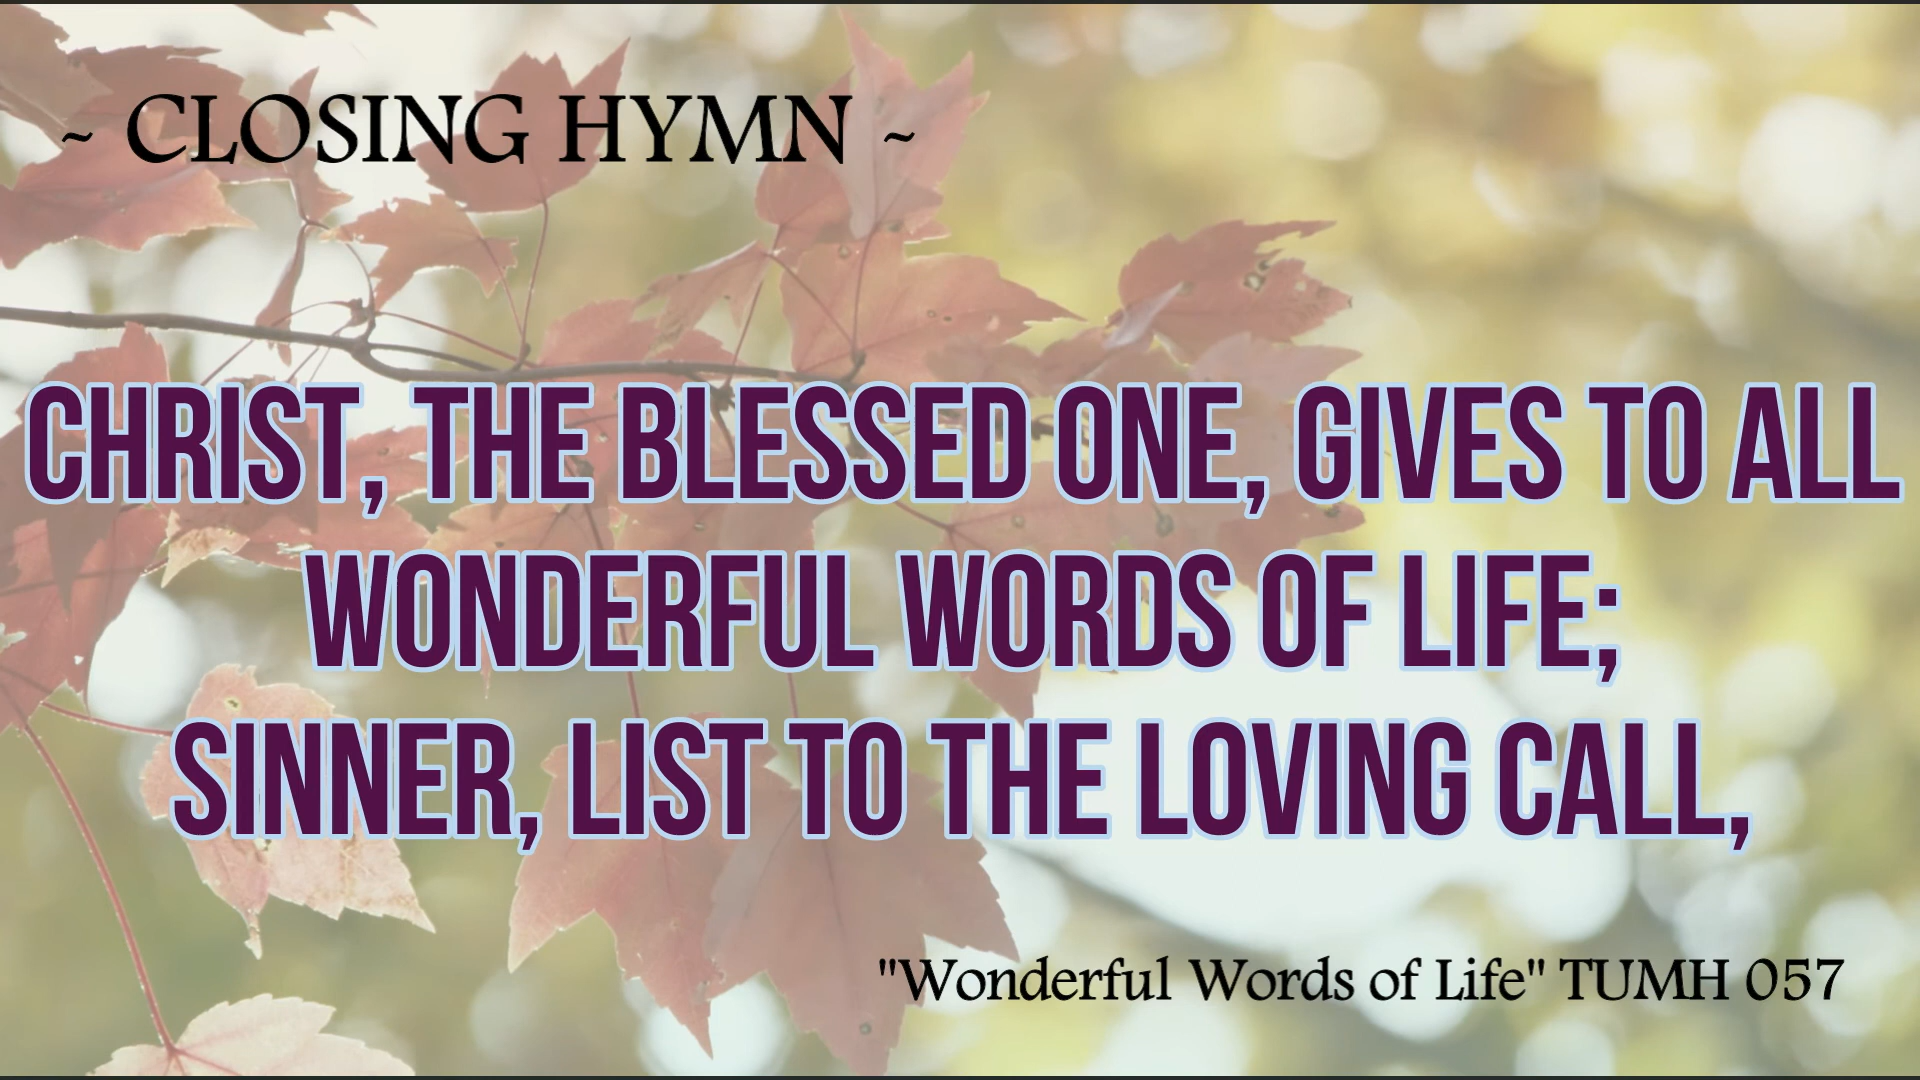 ~ CLOSING HYMN ~
CHRIST, THE BLESSED ONE, GIVES TO ALL
WONDERFUL WORDS OF LIFE;
SINNER, LIST TO THE LOVING CALL,
"Wonderful Words of Life" TUMH 057